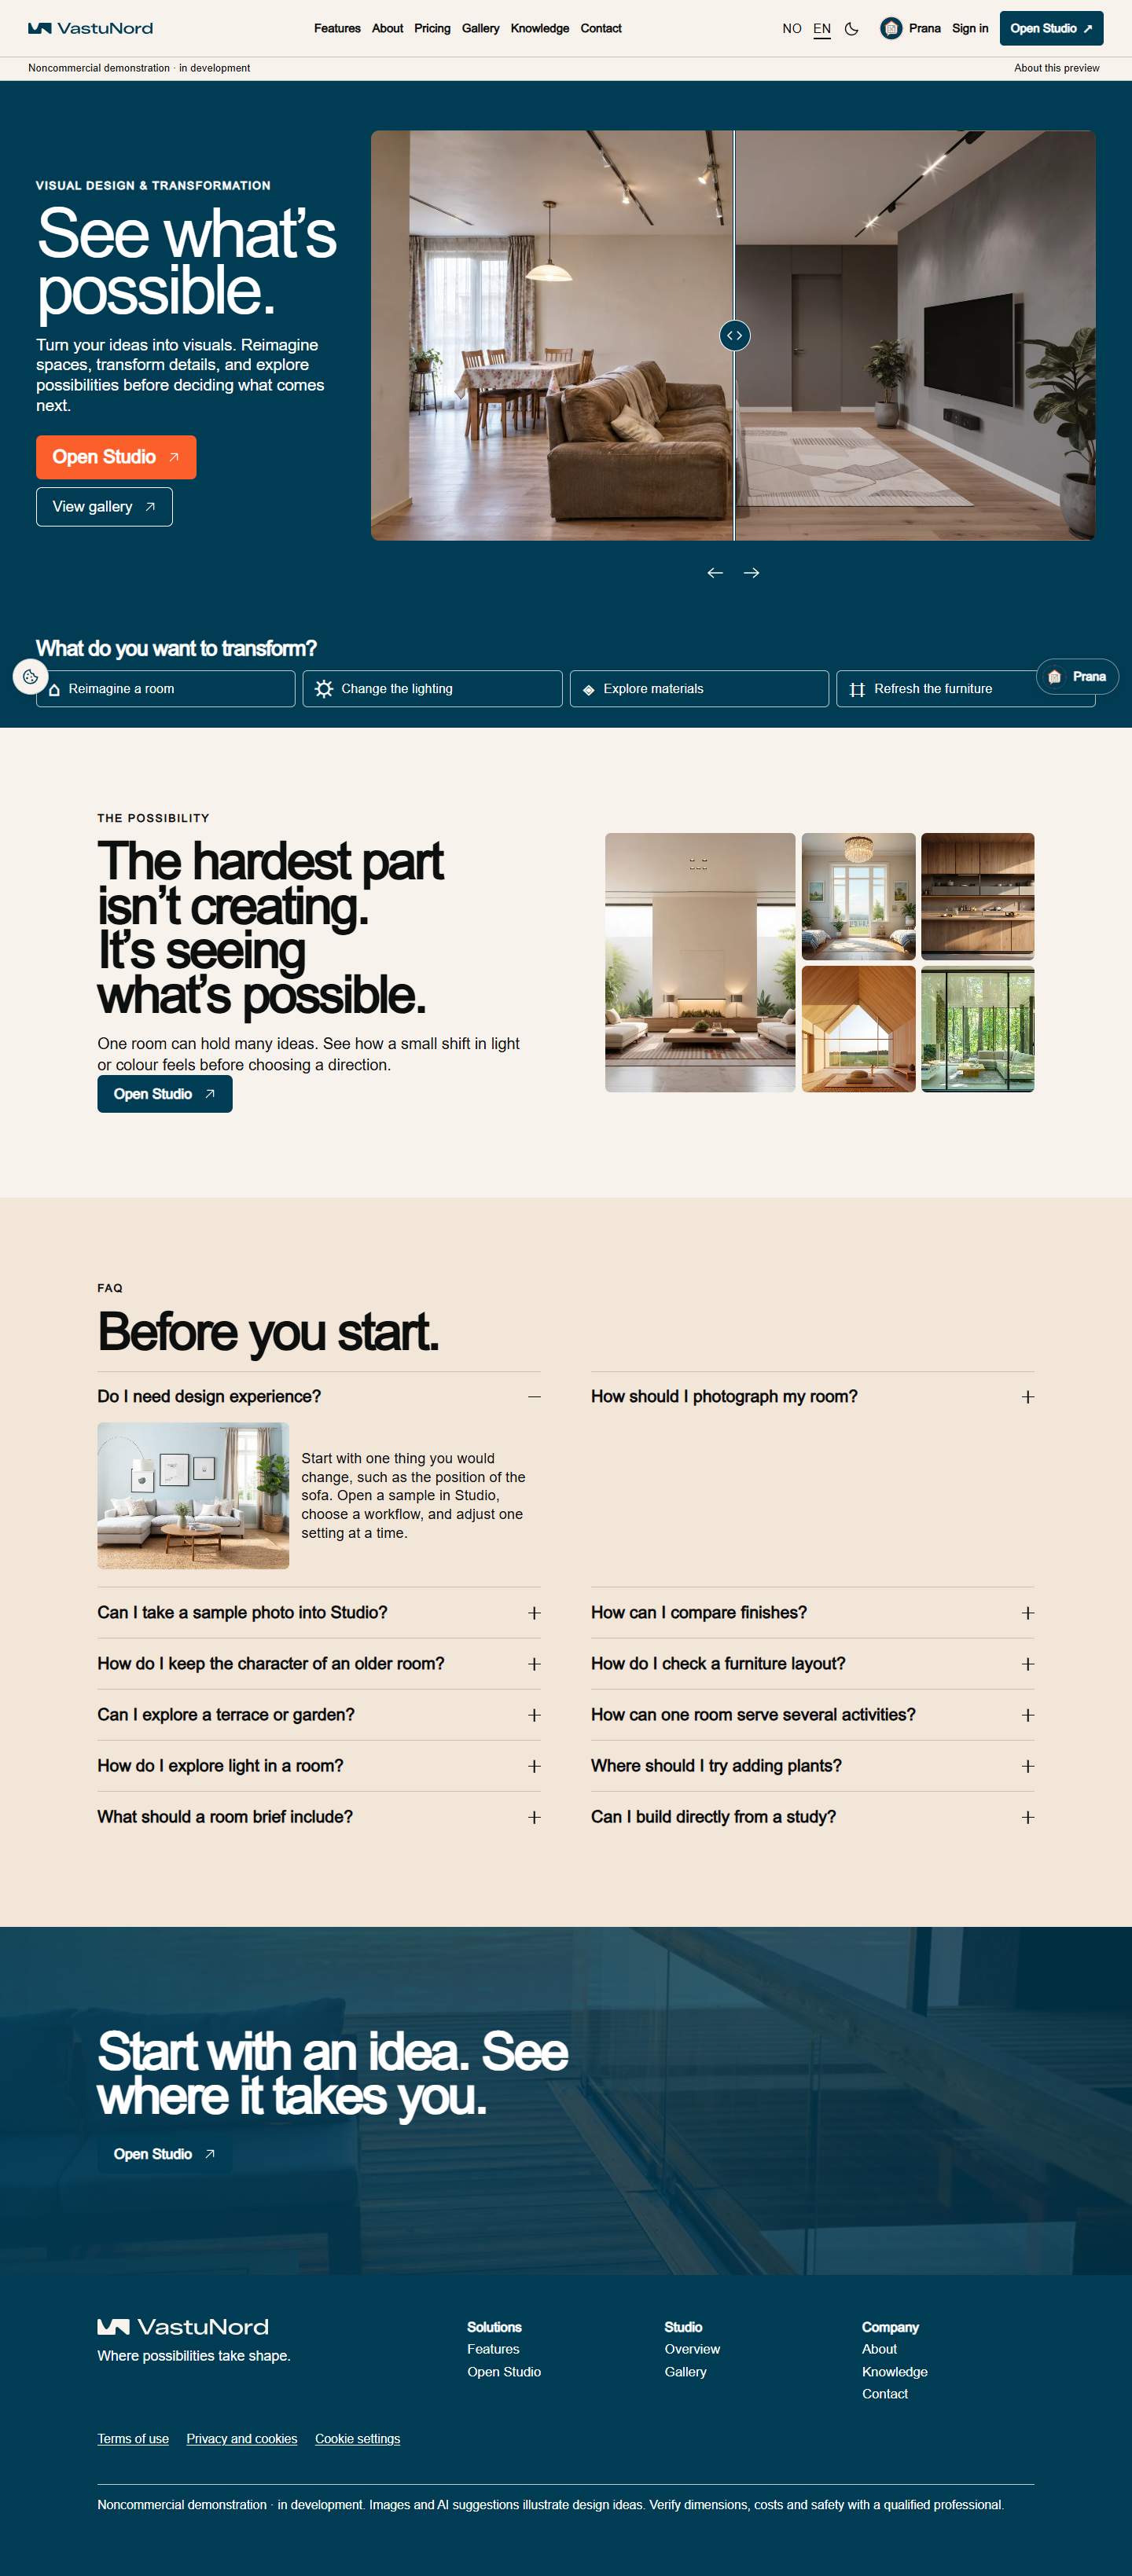 VastuNord
Features About Pricing Gallery Knowledge Contact
NO EN Prana Sign in Open Studio ↗
Noncommercial demonstration · in development
About this preview
VISUAL DESIGN & TRANSFORMATION
See what’s
possible.
Turn your ideas into visuals. Reimagine
spaces, transform details, and explore
possibilities before deciding what comes
next.
Open Studio ↗
View gallery ↗
What do you want to transform?
Reimagine a room
Change the lighting
Explore materials
Refresh the furniture
Prana
THE POSSIBILITY
The hardest part
isn’t creating.
It’s seeing
what’s possible.
One room can hold many ideas. See how a small shift in light
or colour feels before choosing a direction.
Open Studio ↗
FAQ
Before you start.
Do I need design experience?
Start with one thing you would
change, such as the position of the
sofa. Open a sample in Studio,
choose a workflow, and adjust one
setting at a time.
How should I photograph my room?
Can I take a sample photo into Studio?
How can I compare finishes?
How do I keep the character of an older room?
How do I check a furniture layout?
Can I explore a terrace or garden?
How can one room serve several activities?
How do I explore light in a room?
Where should I try adding plants?
What should a room brief include?
Can I build directly from a study?
Start with an idea. See
where it takes you.
Open Studio ↗
VastuNord
Where possibilities take shape.
Solutions
Features
Open Studio
Studio
Overview
Gallery
Company
About
Knowledge
Contact
Terms of use Privacy and cookies Cookie settings
Noncommercial demonstration · in development. Images and AI suggestions illustrate design ideas. Verify dimensions, costs and safety with a qualified professional.